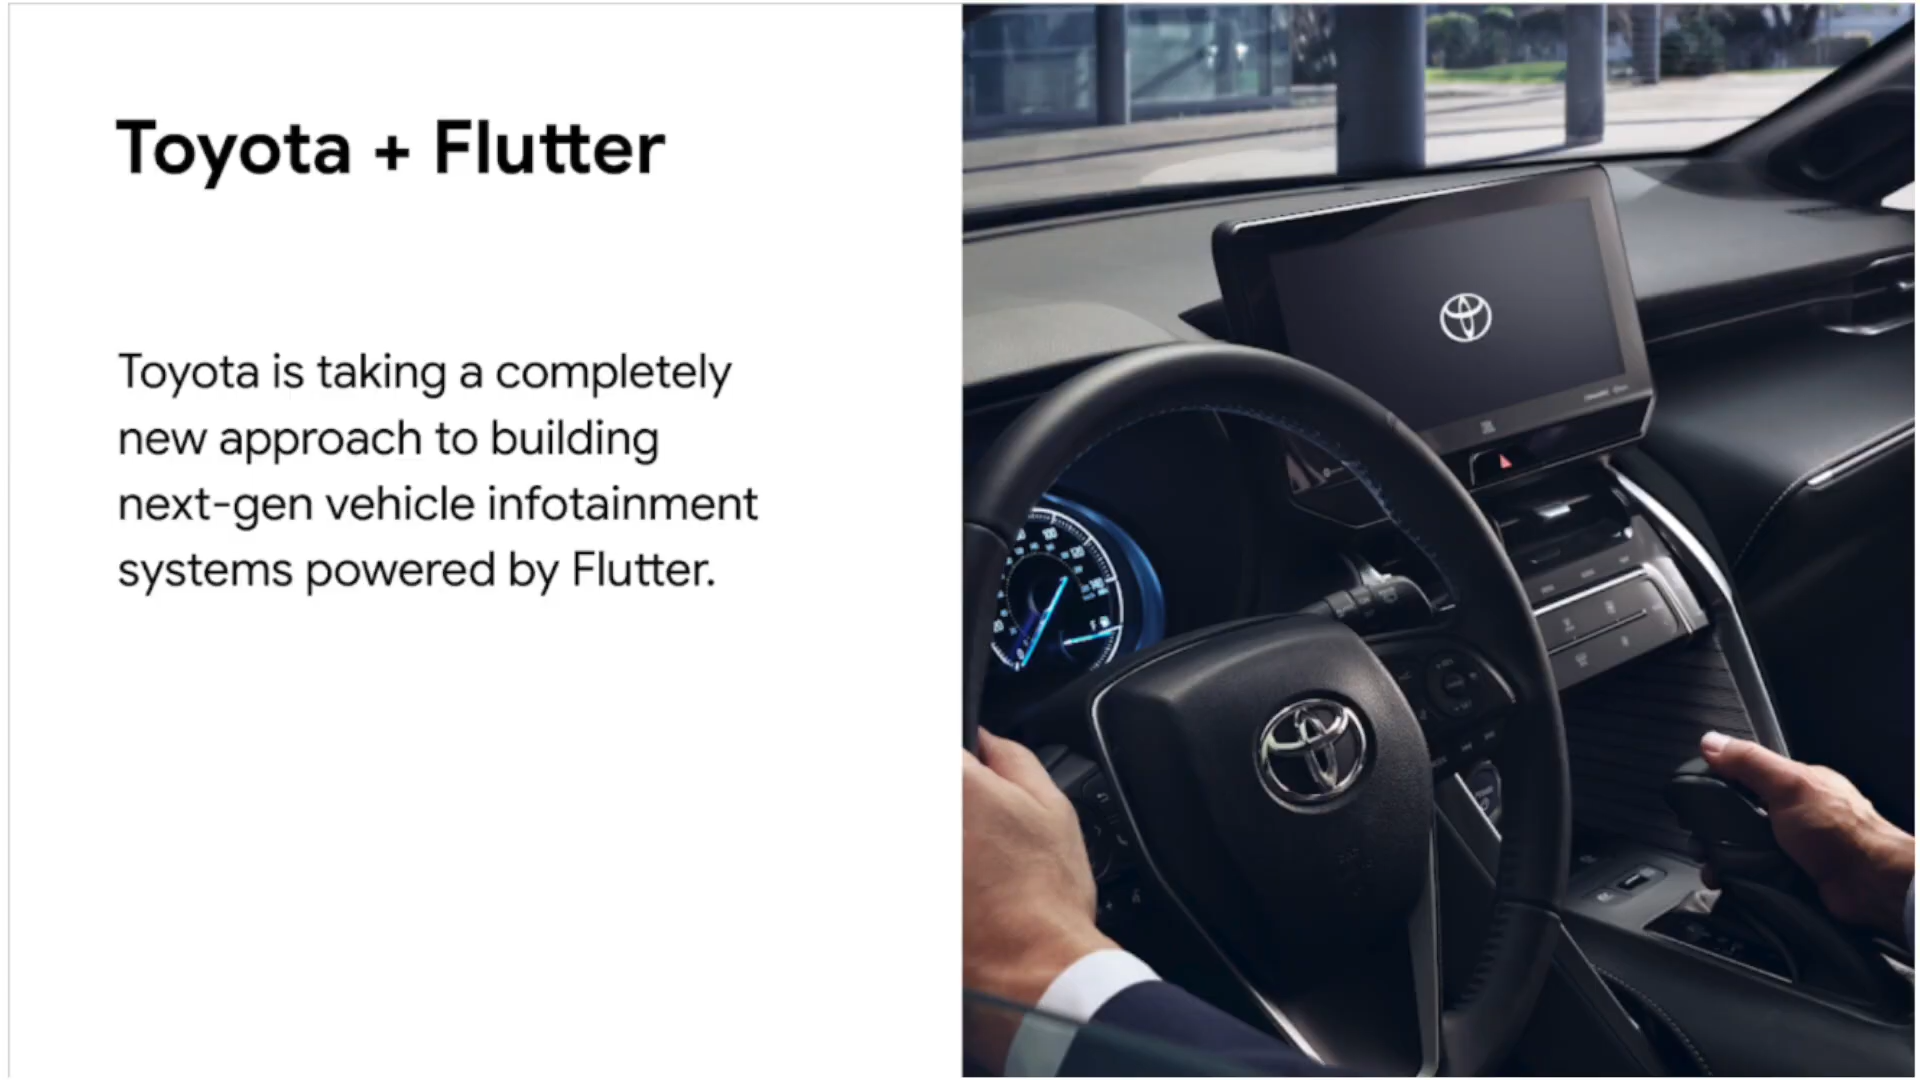 Toyota + Flutter
Toyota is taking a completely
new approach to building
next-gen vehicle infotainment
systems powered by Flutter.